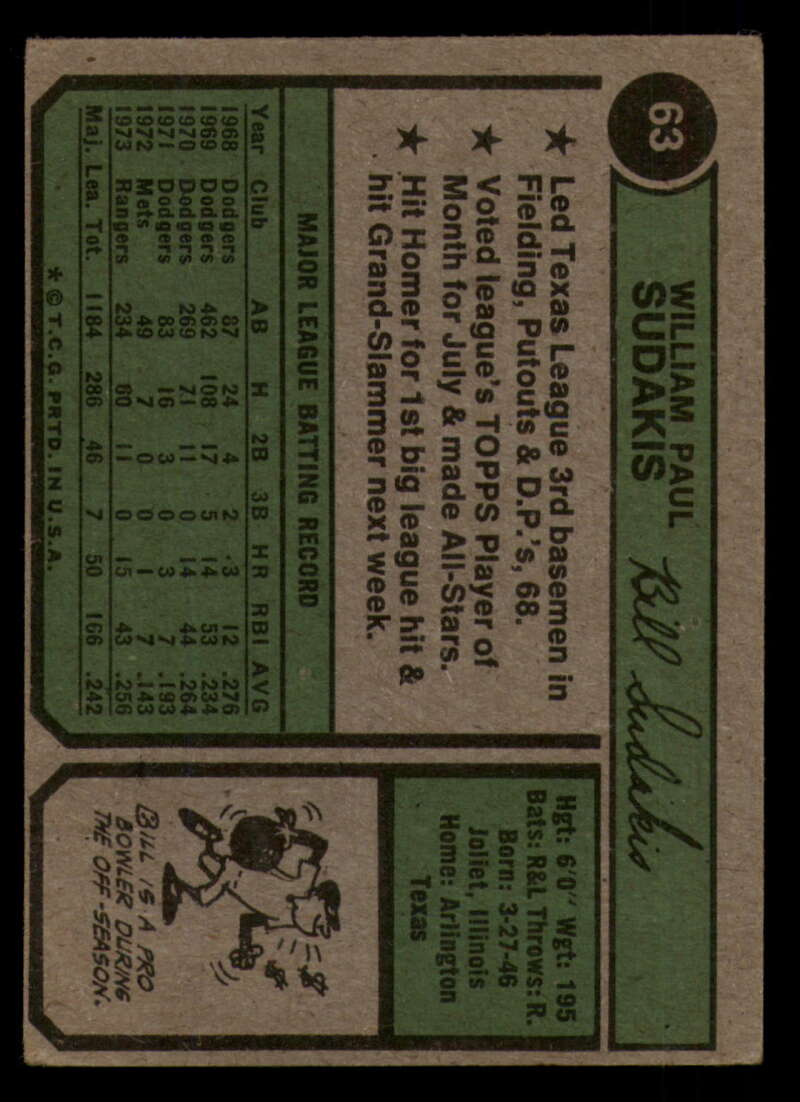 63
WILLIAM PAUL
SUDAKIS
Bill Sudakis
★ Led Texas League 3rd basemen in
Fielding, Putouts & D.P.'s, 68.
★ Voted league's TOPPS Player of
Month for July & made All-Stars.
★ Hit Homer for 1st big league hit &
hit Grand-Slammer next week.
Hgt: 6'0" Wgt: 195
Bats: R&L Throws: R.
Born: 3-27-46
Joliet, Illinois
Home: Arlington
Texas
MAJOR LEAGUE BATTING RECORD
Year Club AB H 2B 3B HR RBI AVG
1968 Dodgers 87 24 4 2 3 12 .276
1969 Dodgers 462 108 17 5 14 53 .234
1970 Dodgers 269 71 11 0 14 44 .264
1971 Dodgers 83 16 3 0 3 7 .193
1972 Mets 49 7 0 0 1 7 .143
1973 Rangers 234 60 11 0 15 43 .256
Maj. Lea. Tot. 1184 286 46 7 50 166 .242
* © T.C.G. PRTD. IN U.S.A.
BILL IS A PRO
BOWLER DURING
THE OFF-SEASON.